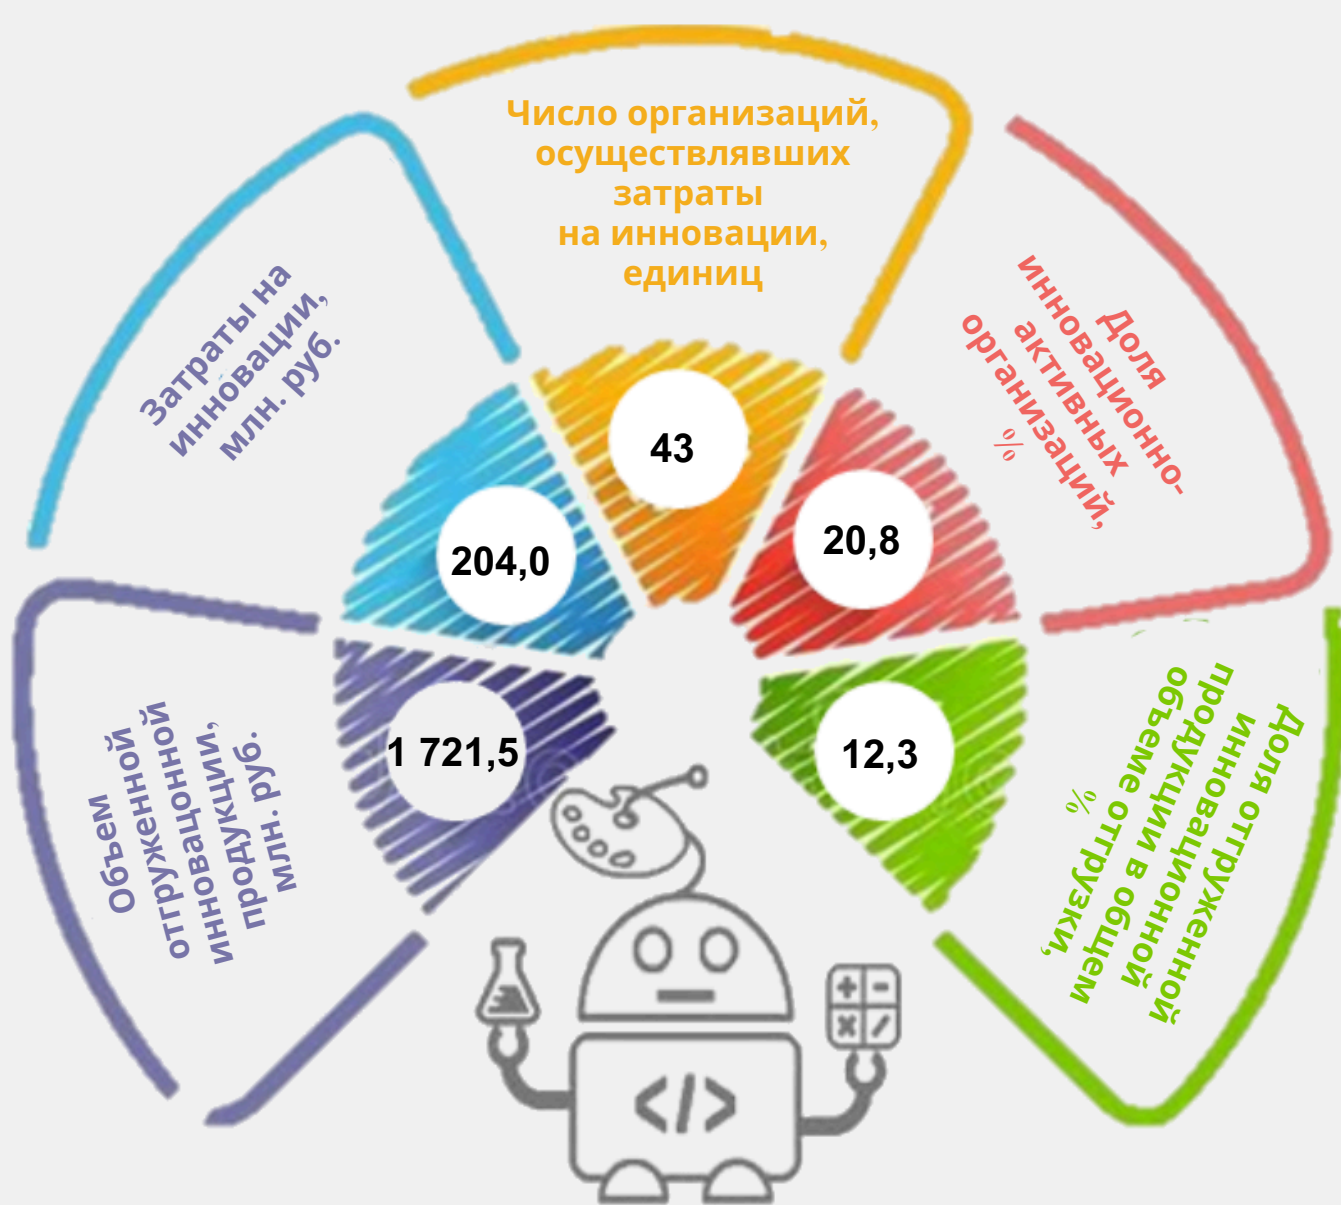 Число организаций,
осуществлявших
затраты
на инновации,
единиц
43
Затраты на
инновации,
млн. руб.
204,0
Доля
инновационно-
активных
организаций,
%
20,8
Объем
отгруженной
инновационной
продукции,
млн. руб.
1 721,5
Доля отгруженной
инновационной
продукции в общем
объеме отгрузки,
%
12,3
+ -
× /
</>